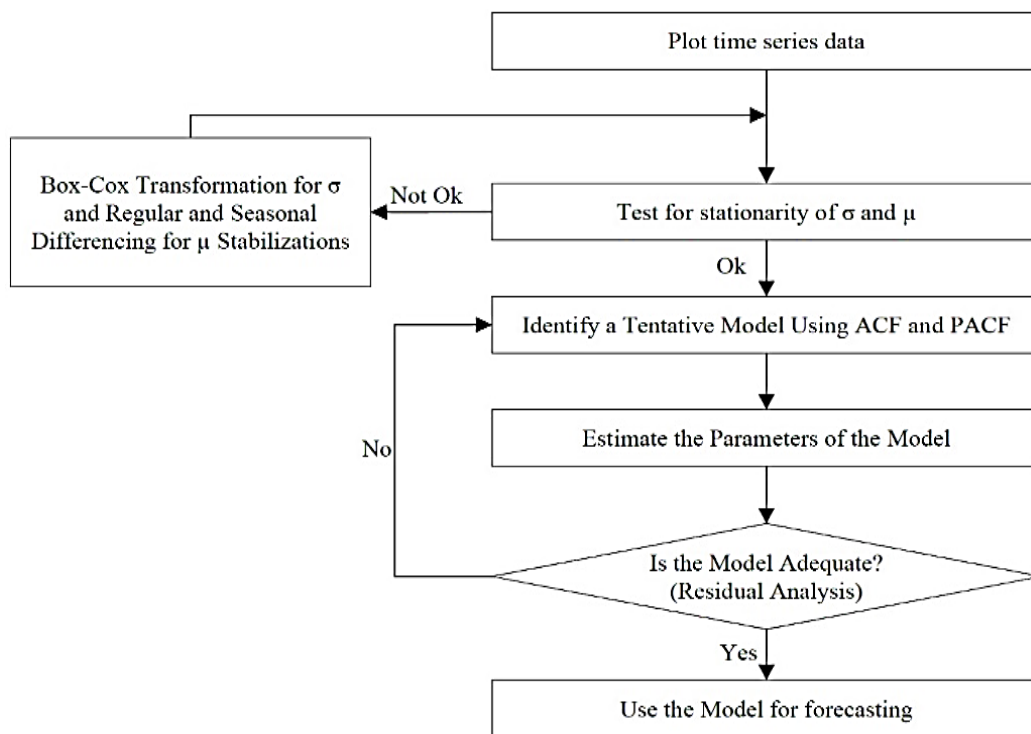 Plot time series data
Box-Cox Transformation for σ
and Regular and Seasonal
Differencing for μ Stabilizations
Not Ok
Test for stationarity of σ and μ
Ok
Identify a Tentative Model Using ACF and PACF
Estimate the Parameters of the Model
No
Is the Model Adequate?
(Residual Analysis)
Yes
Use the Model for forecasting